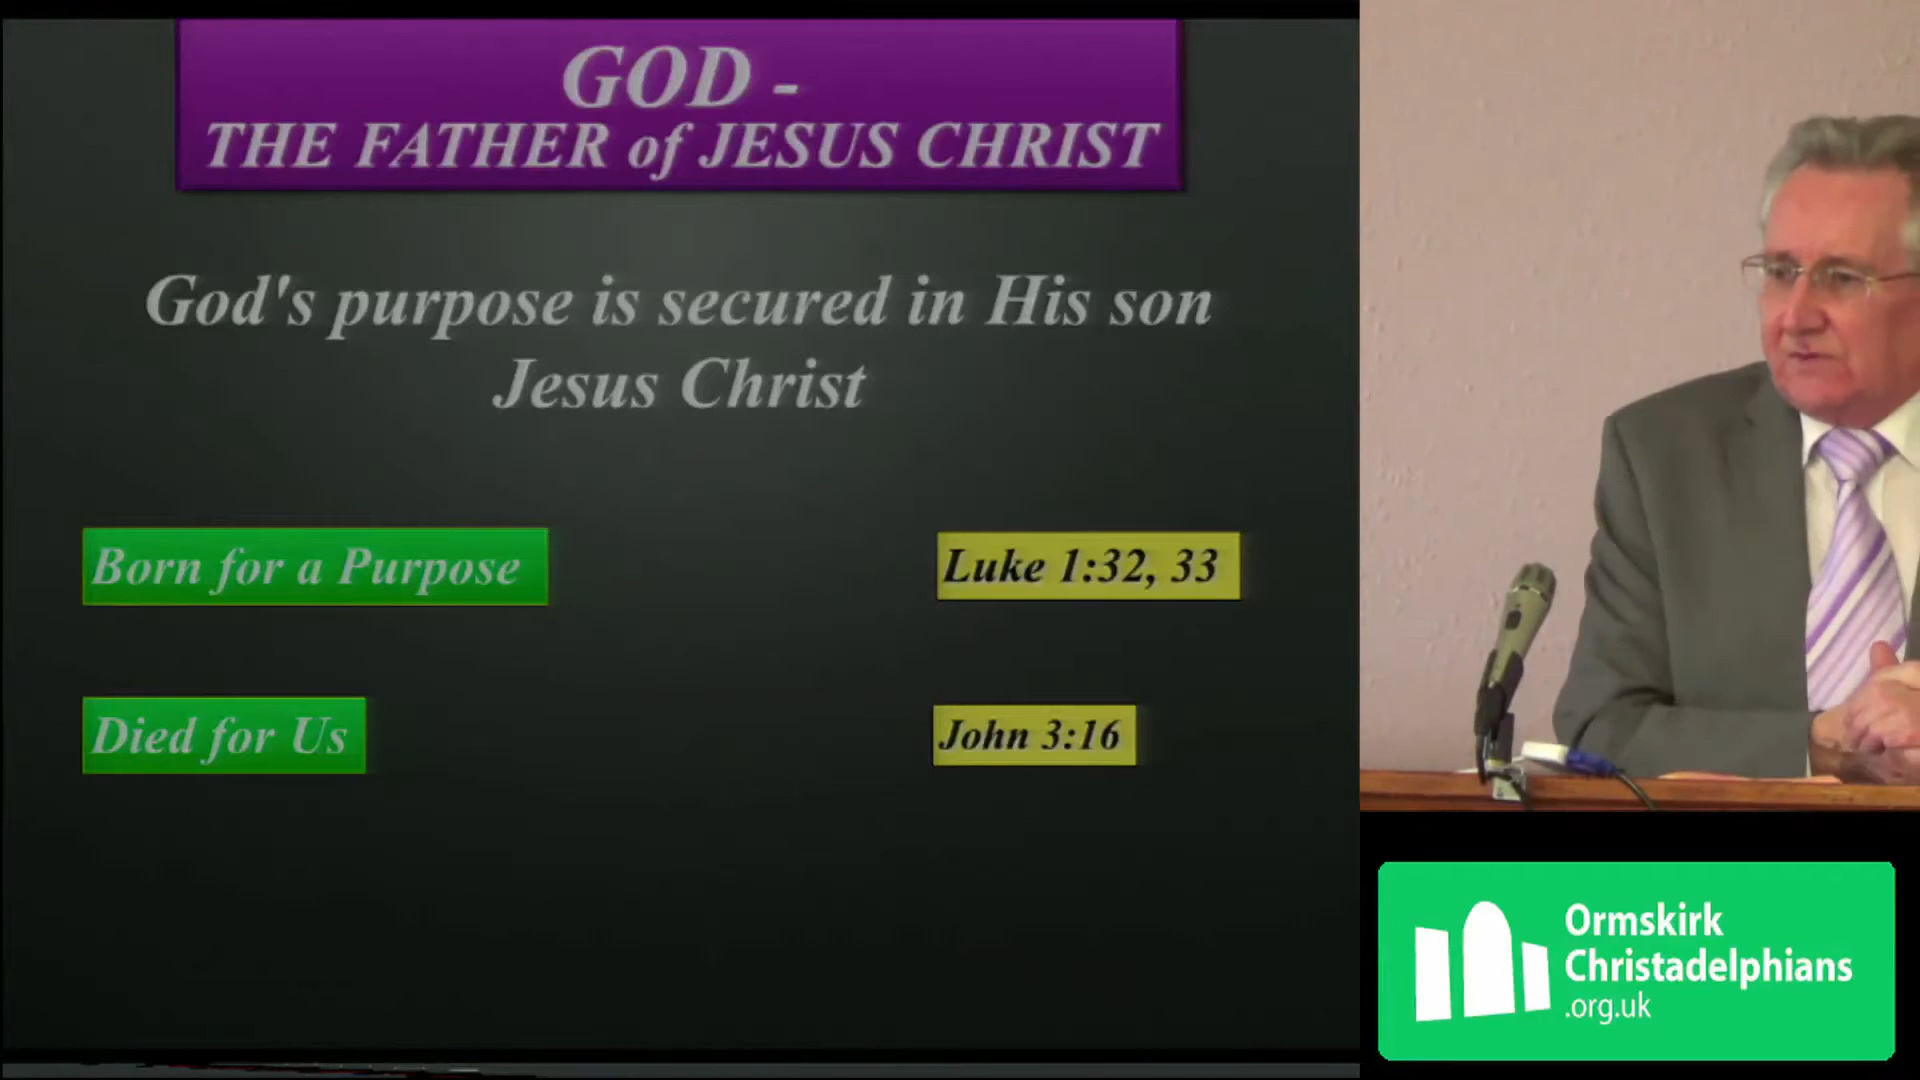 GOD -
THE FATHER of JESUS CHRIST
God's purpose is secured in His son
Jesus Christ
Born for a Purpose
Luke 1:32, 33
Died for Us
John 3:16
Ormskirk
Christadelphians
.org.uk